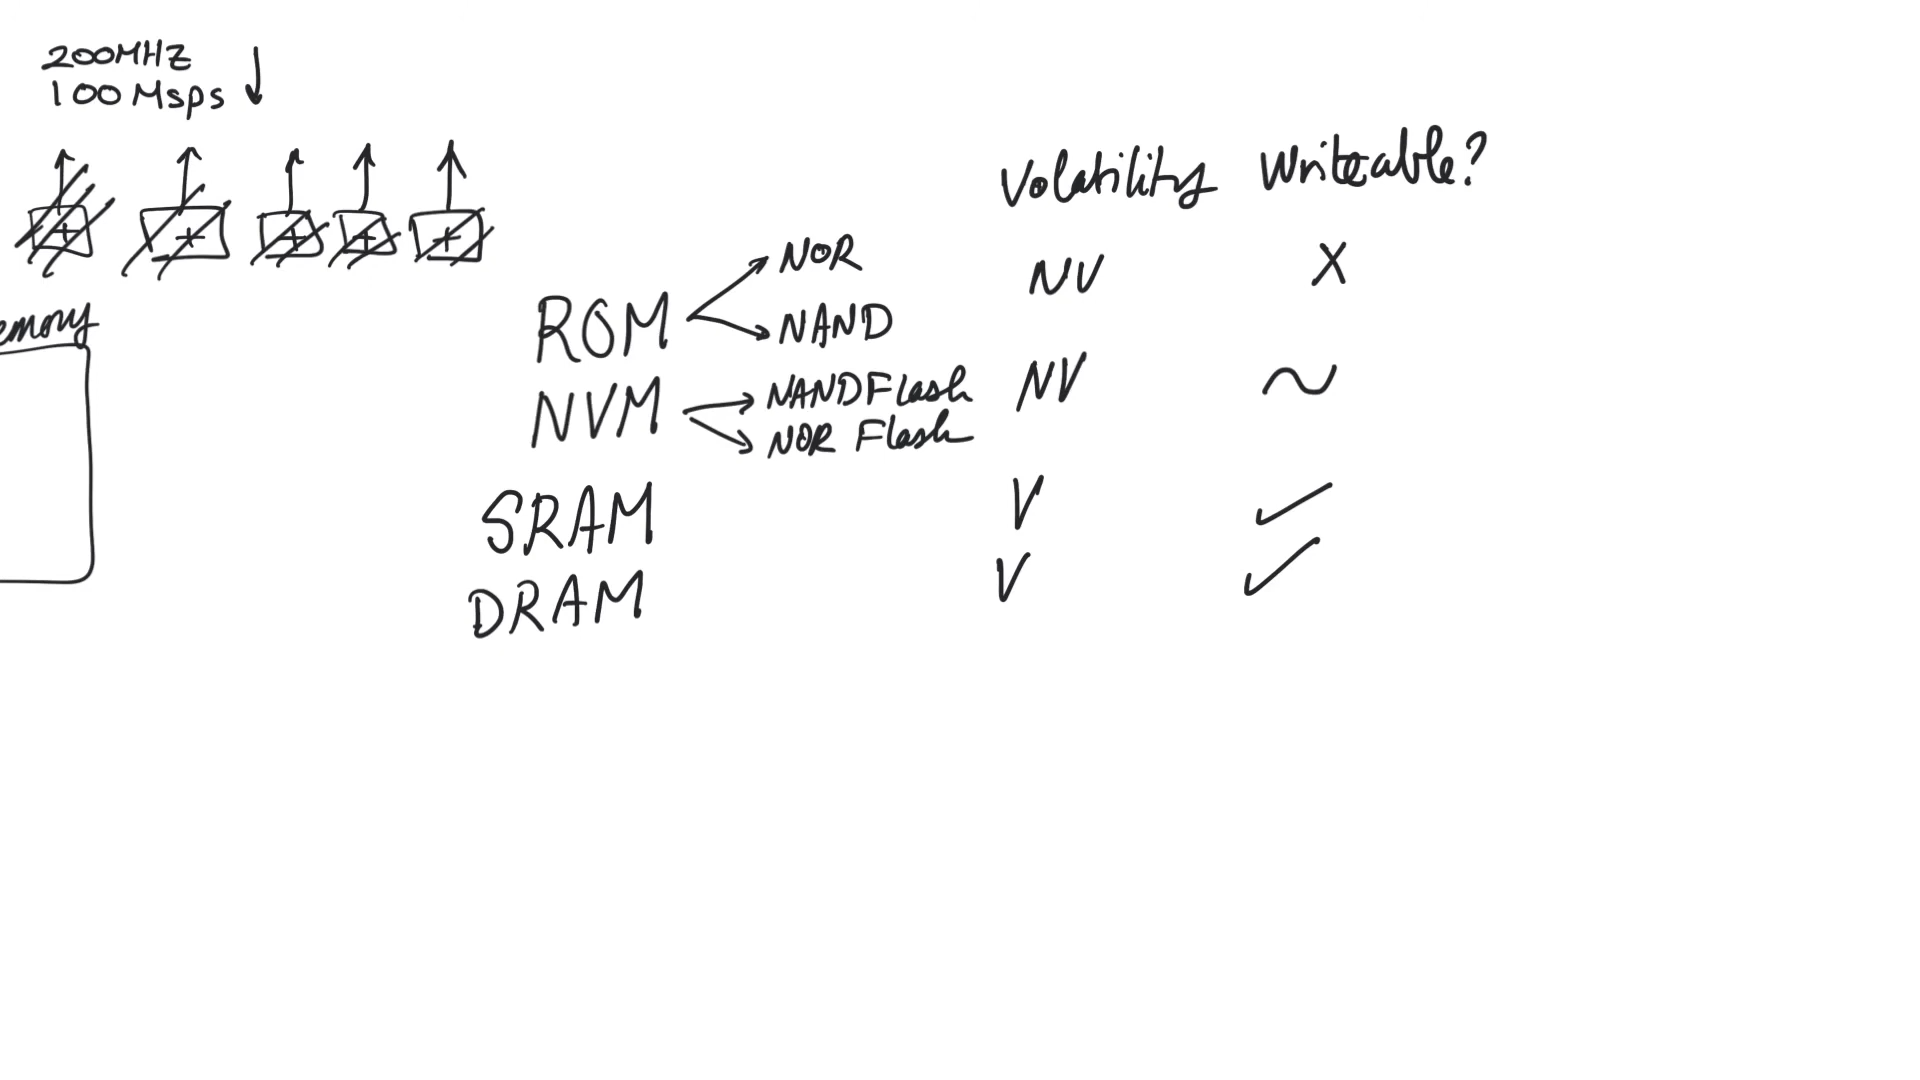 200MHZ
100 Msps
+ + + + +
emory
Volatility Writeable?
ROM NOR NV X
NAND
NVM NANDFlash NV ~
NOR Flash
SRAM V ✓
DRAM V ✓